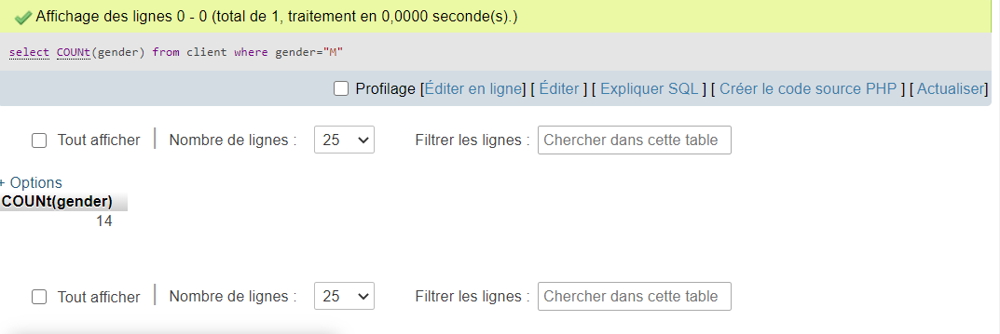 Affichage des lignes 0 - 0 (total de 1, traitement en 0,0000 seconde(s).)
select COUNt(gender) from client where gender="M"
Profilage [Éditer en ligne] [ Éditer ] [ Expliquer SQL ] [ Créer le code source PHP ] [ Actualiser]
Tout afficher | Nombre de lignes : 25 Filtrer les lignes : Chercher dans cette table
+ Options
COUNt(gender)
14
Tout afficher | Nombre de lignes : 25 Filtrer les lignes : Chercher dans cette table